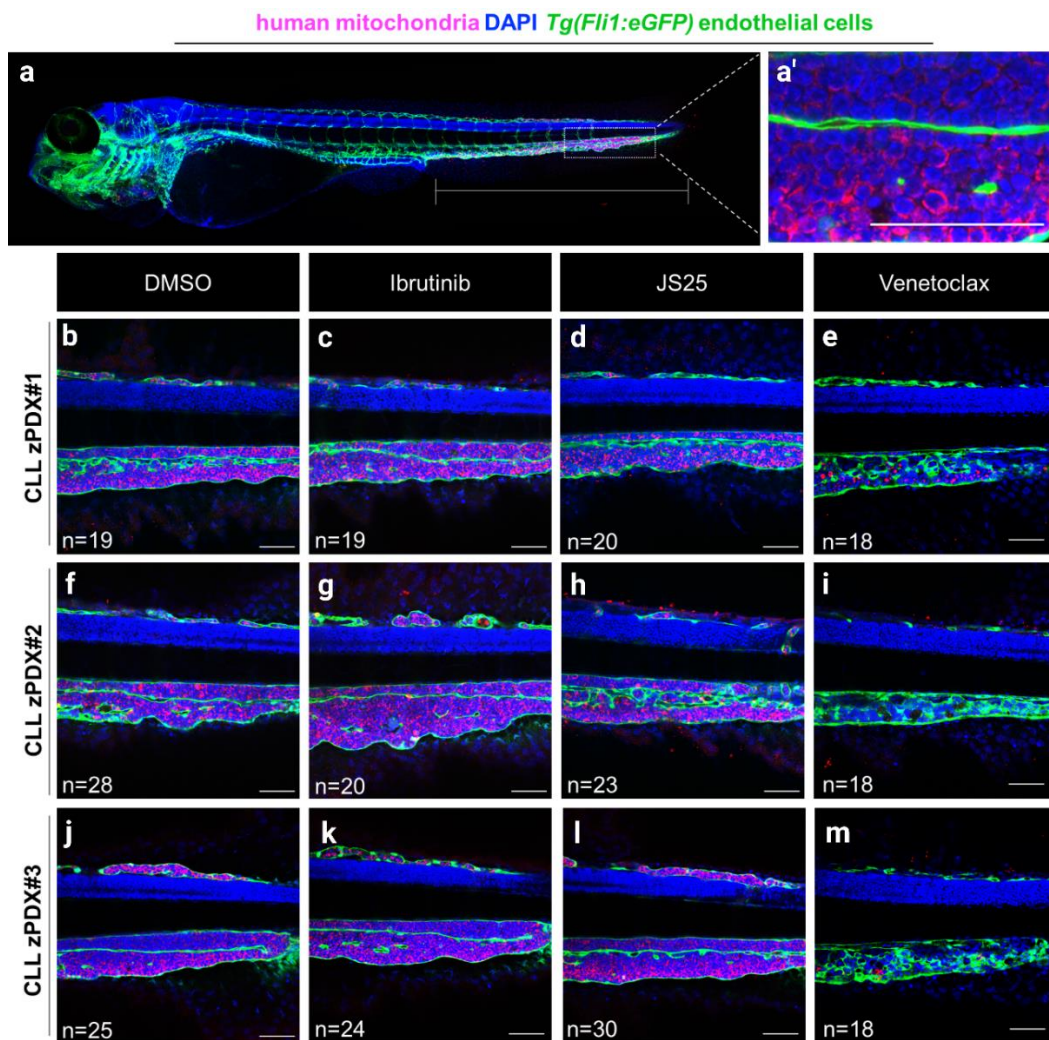 human mitochondria DAPI Tg(Fli1:eGFP) endothelial cells
a
a'
DMSO
Ibrutinib
JS25
Venetoclax
CLL zPDX#1
b
c
d
e
n=19
n=19
n=20
n=18
CLL zPDX#2
f
g
h
i
n=28
n=20
n=23
n=18
CLL zPDX#3
j
k
l
m
n=25
n=24
n=30
n=18